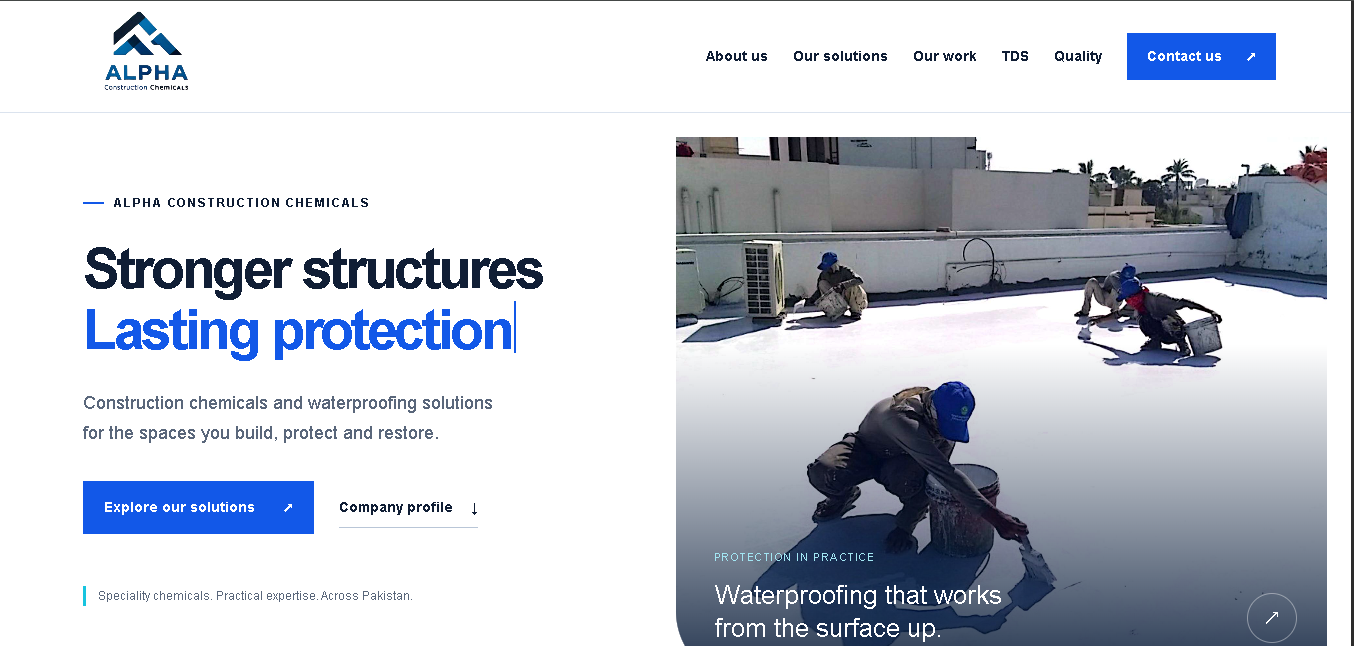 ALPHA
Construction Chemicals
About us
Our solutions
Our work
TDS
Quality
Contact us ↗
ALPHA CONSTRUCTION CHEMICALS
Stronger structures
Lasting protection
Construction chemicals and waterproofing solutions
for the spaces you build, protect and restore.
Explore our solutions ↗
Company profile ↓
Speciality chemicals. Practical expertise. Across Pakistan.
PROTECTION IN PRACTICE
Waterproofing that works
from the surface up.
↗